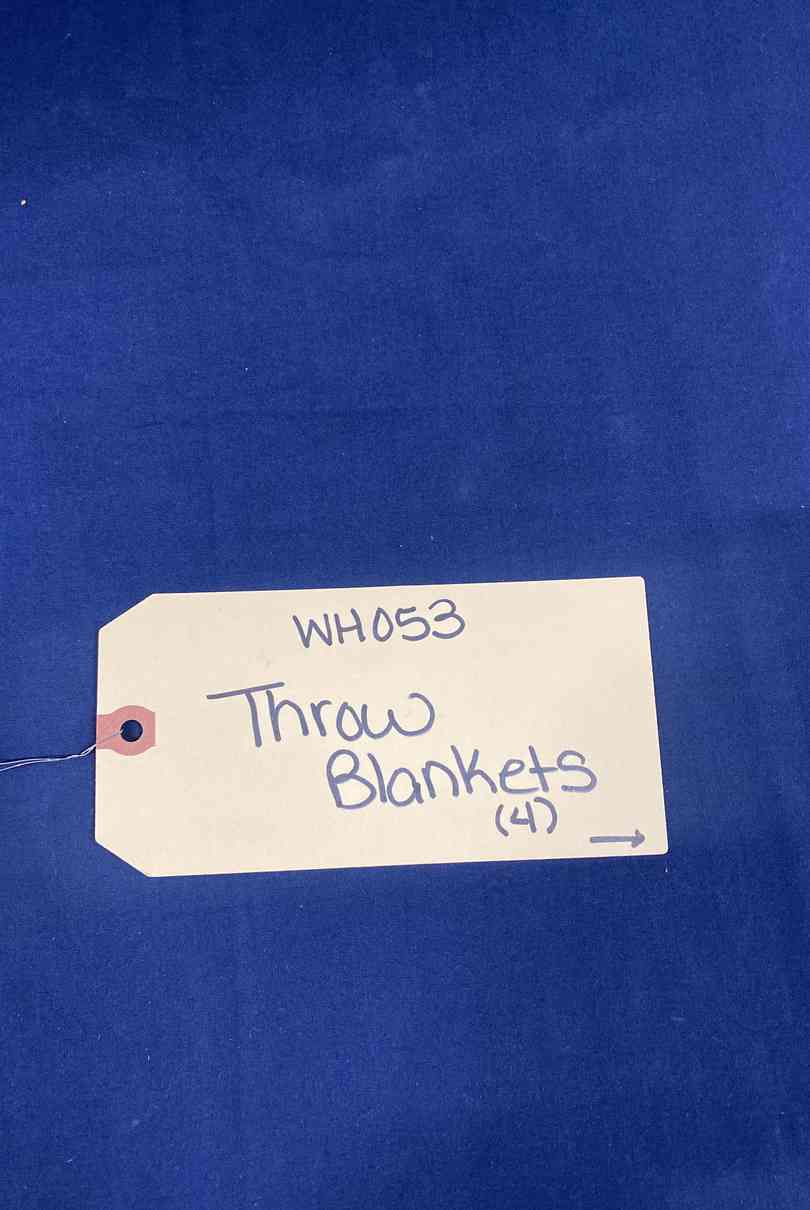 WH053
Throw
Blankets
(4)
→